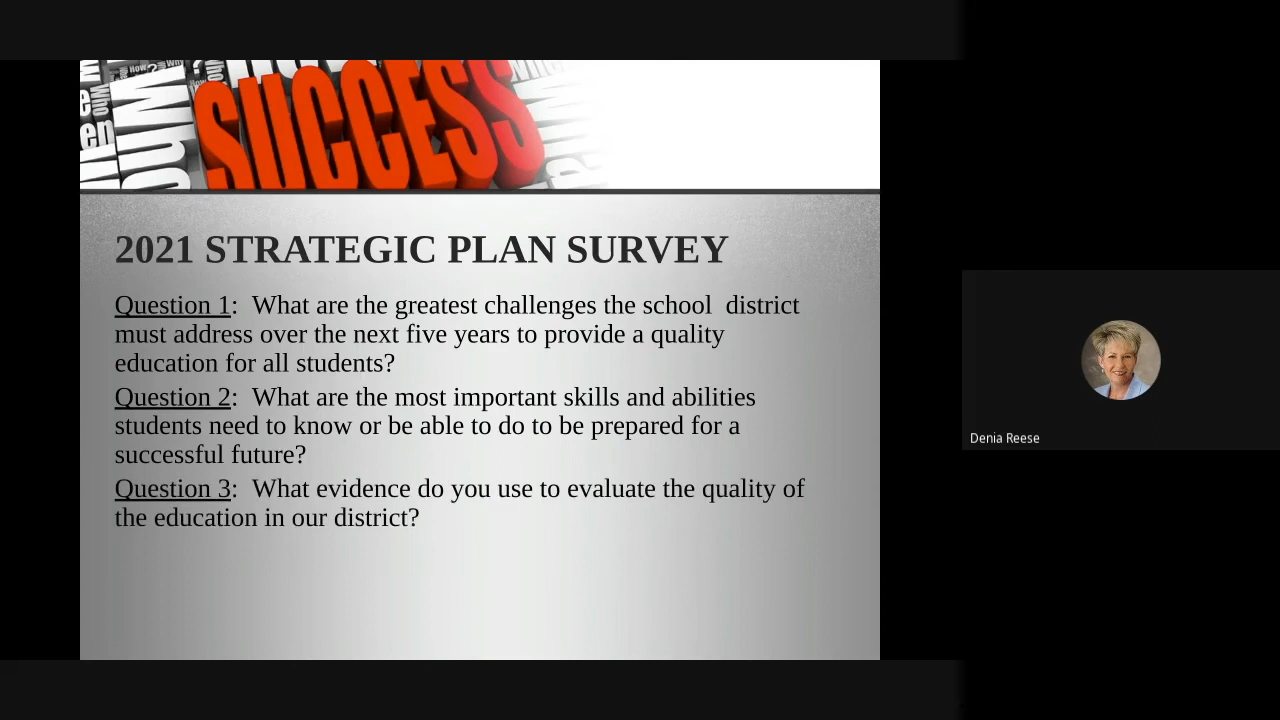 SUCCESS
2021 STRATEGIC PLAN SURVEY
Question 1:  What are the greatest challenges the school  district
must address over the next five years to provide a quality
education for all students?
Question 2:  What are the most important skills and abilities
students need to know or be able to do to be prepared for a
successful future?
Question 3:  What evidence do you use to evaluate the quality of
the education in our district?
Denia Reese